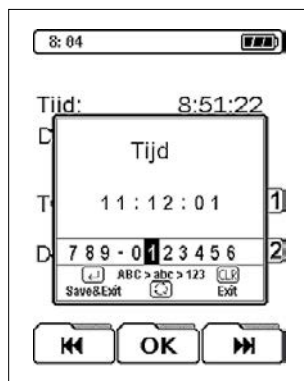 8:04
Tijd: 8:51:22
D
Tijd
T 11:12:01 1
D 7 8 9 - 0 1 2 3 4 5 6 2
ABC > abc > 123 CLR
Save&Exit Exit
OK